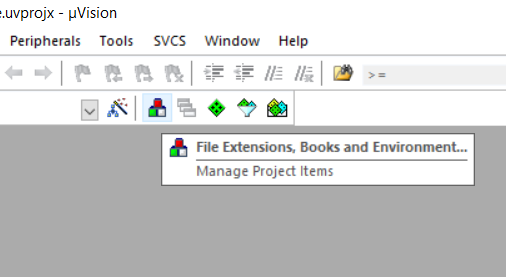 e.uvprojx - µVision
Peripherals Tools SVCS Window Help
> =
File Extensions, Books and Environment...
Manage Project Items